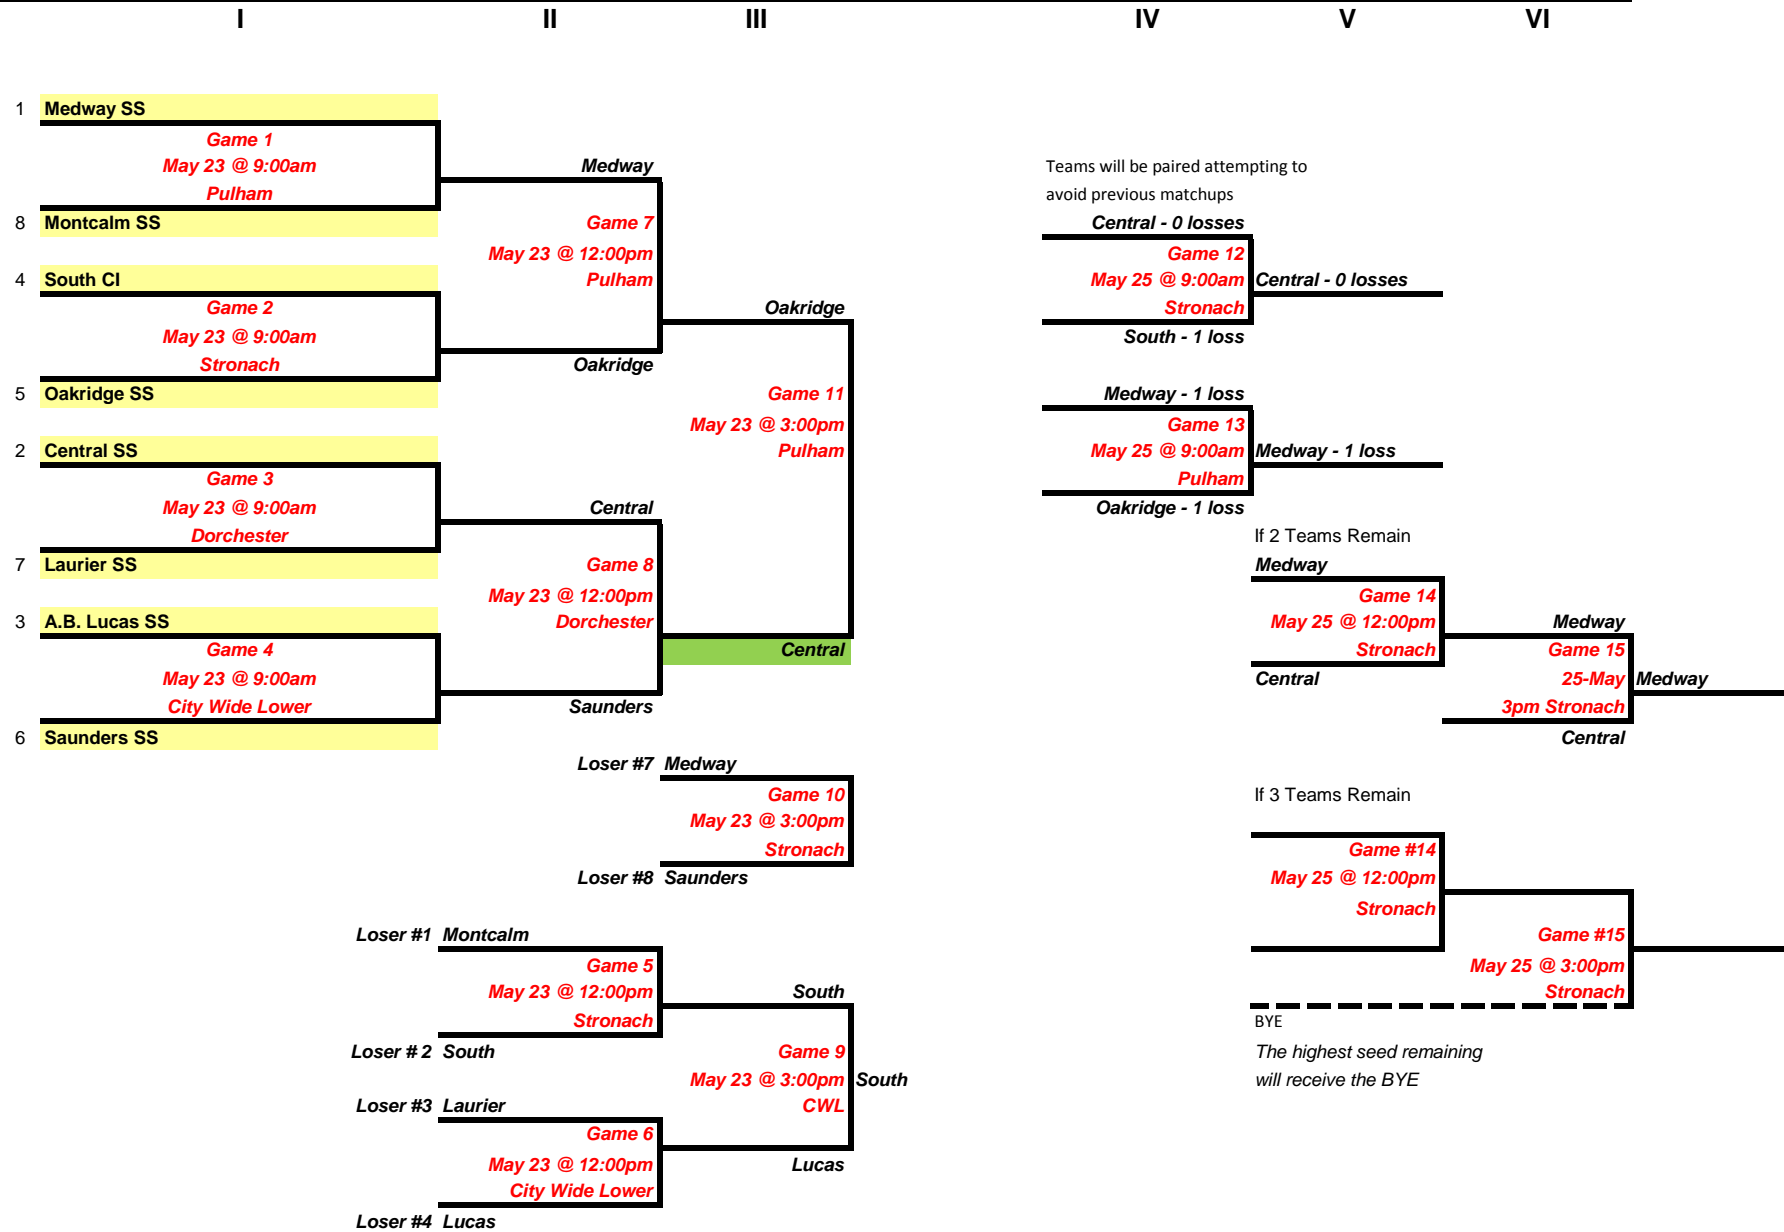 I II III IV V VI
1 Medway SS
Game 1
May 23 @ 9:00am
Pulham
8 Montcalm SS
4 South CI
Game 2
May 23 @ 9:00am
Stronach
5 Oakridge SS
2 Central SS
Game 3
May 23 @ 9:00am
Dorchester
7 Laurier SS
3 A.B. Lucas SS
Game 4
May 23 @ 9:00am
City Wide Lower
6 Saunders SS
Medway
Game 7
May 23 @ 12:00pm
Pulham
Oakridge
Central
Game 8
May 23 @ 12:00pm
Dorchester
Saunders
Oakridge
Game 11
May 23 @ 3:00pm
Pulham
Central
Loser #7 Medway
Game 10
May 23 @ 3:00pm
Stronach
Loser #8 Saunders
Loser #1 Montcalm
Game 5
May 23 @ 12:00pm
Stronach
Loser # 2 South
Loser #3 Laurier
Game 6
May 23 @ 12:00pm
City Wide Lower
Loser #4 Lucas
South
Game 9
May 23 @ 3:00pm
CWL
Lucas
South
Teams will be paired attempting to
avoid previous matchups
Central - 0 losses
Game 12
May 25 @ 9:00am
Stronach
South - 1 loss
Central - 0 losses
Medway - 1 loss
Game 13
May 25 @ 9:00am
Pulham
Oakridge - 1 loss
Medway - 1 loss
If 2 Teams Remain
Medway
Game 14
May 25 @ 12:00pm
Stronach
Central
Medway
Game 15
25-May
3pm Stronach
Central
Medway
If 3 Teams Remain
Game #14
May 25 @ 12:00pm
Stronach
Game #15
May 25 @ 3:00pm
Stronach
BYE
The highest seed remaining
will receive the BYE